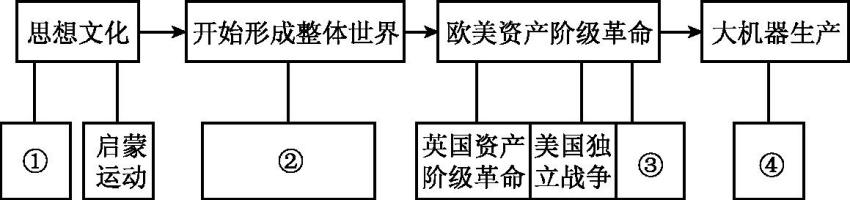 思想文化
开始形成整体世界
欧美资产阶级革命
大机器生产
①
启蒙
运动
②
英国资产
阶级革命
美国独
立战争
③
④